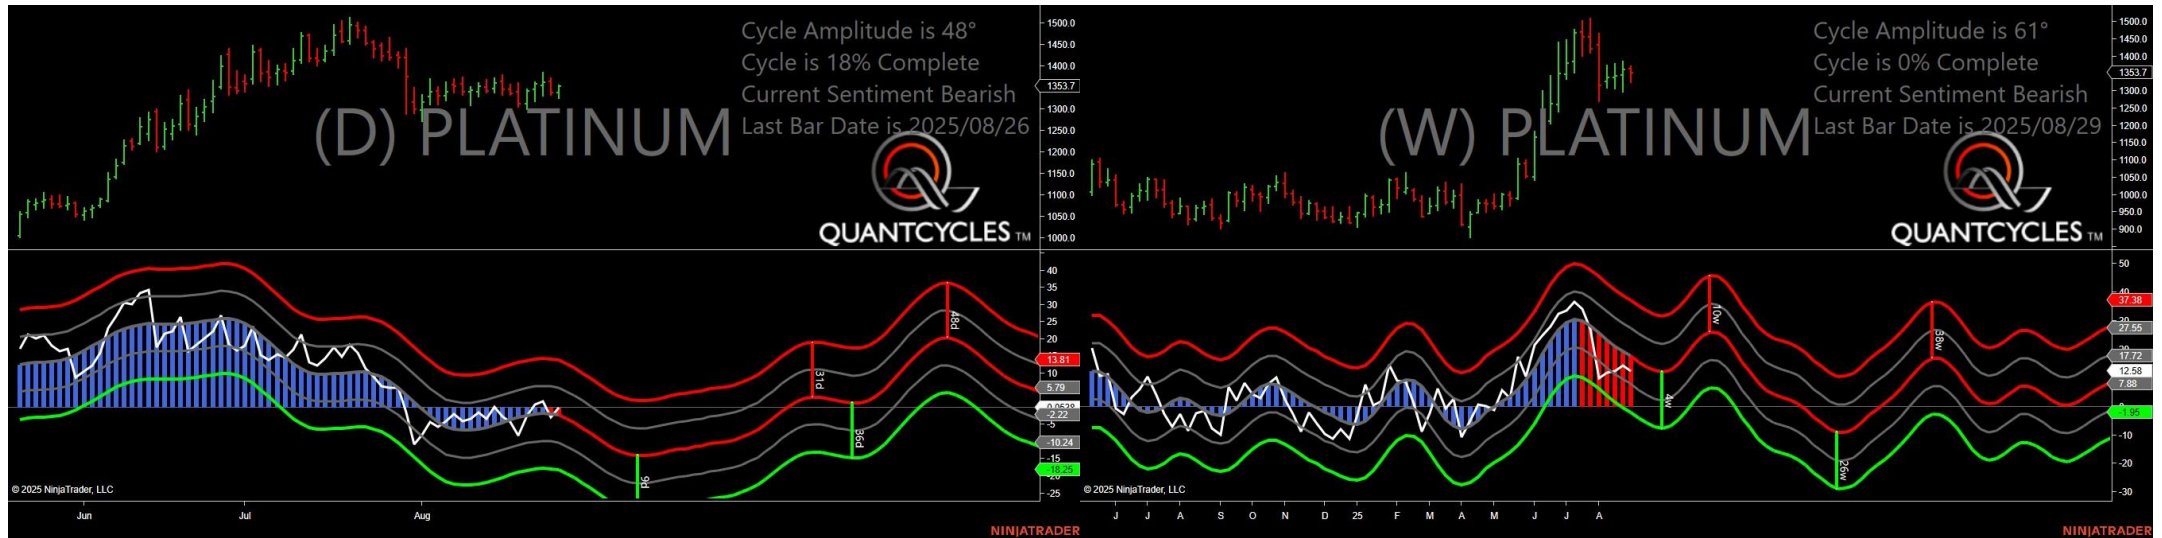 Cycle Amplitude is 48°
Cycle is 18% Complete
Current Sentiment Bearish
Last Bar Date is 2025/08/26
(D) PLATINUM
QUANTCYCLES TM
1500.0
1450.0
1400.0
1353.7
1300.0
1250.0
1200.0
1150.0
1100.0
1050.0
1000.0
40
35
30
25
20
15
10
13.81
5.79
-2.22
-5
-10.24
-15
-18.25
-25
9d
31d
36d
48d
© 2025 NinjaTrader, LLC
Jun
Jul
Aug
NINJATRADER
Cycle Amplitude is 61°
Cycle is 0% Complete
Current Sentiment Bearish
Last Bar Date is 2025/08/29
(W) PLATINUM
QUANTCYCLES TM
1500.0
1450.0
1400.0
1353.7
1300.0
1250.0
1200.0
1150.0
1100.0
1050.0
1000.0
950.0
900.0
50
37.38
27.55
17.72
12.58
7.88
-1.95
-10
-20
-30
4w
10w
26w
38w
© 2025 NinjaTrader, LLC
J J A S O N D 25 F M A M J J A
NINJATRADER